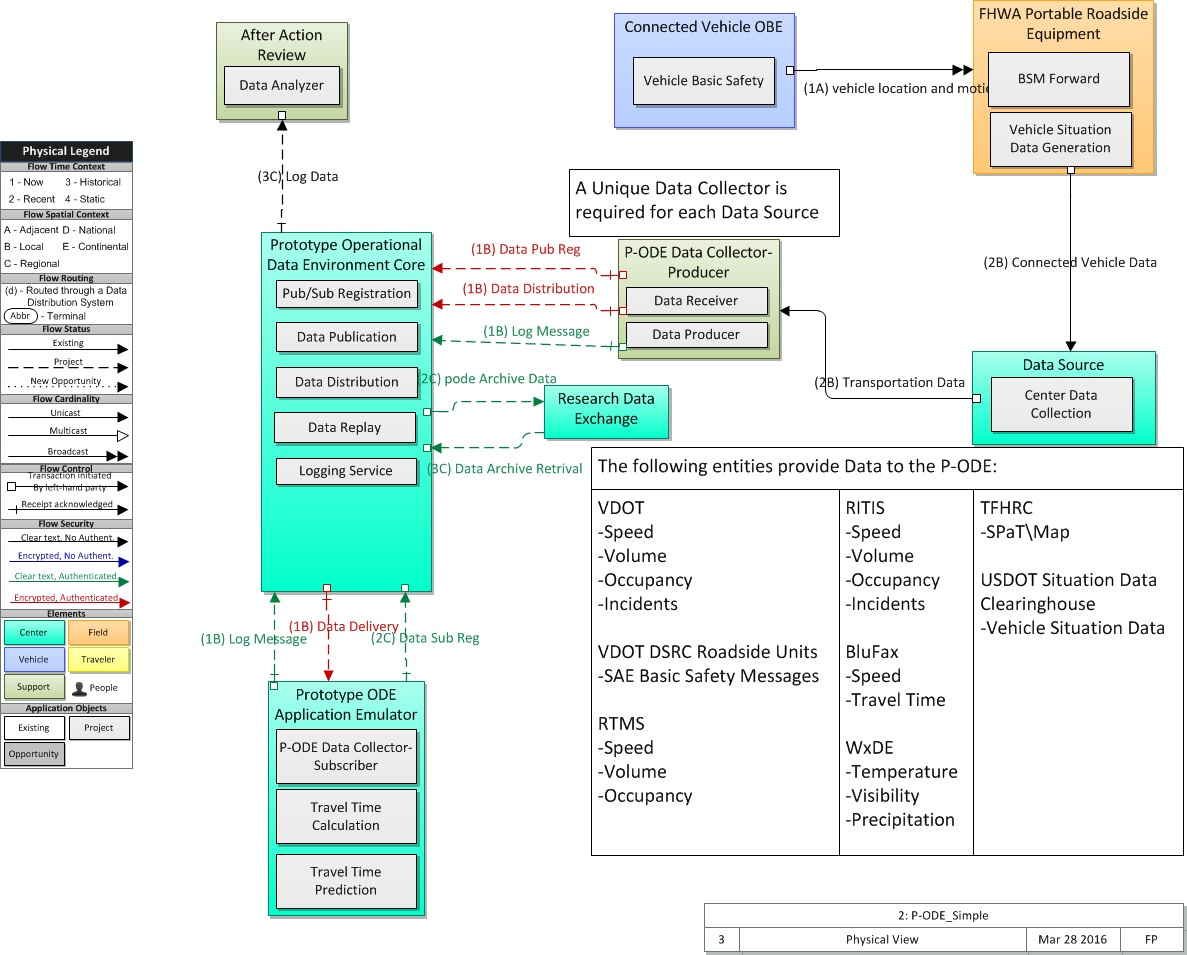 After Action
Review
Data Analyzer
Connected Vehicle OBE
Vehicle Basic Safety
FHWA Portable Roadside
Equipment
BSM Forward
Vehicle Situation
Data Generation
(1A) vehicle location and motic
(3C) Log Data
A Unique Data Collector is
required for each Data Source
Prototype Operational
Data Environment Core
Pub/Sub Registration
Data Publication
Data Distribution
Data Replay
Logging Service
(1B) Data Pub Reg
(1B) Data Distribution
(1B) Log Message
P-ODE Data Collector-
Producer
Data Receiver
Data Producer
(2B) Connected Vehicle Data
(2C) pode Archive Data
Research Data
Exchange
(3C) Data Archive Retrival
(2B) Transportation Data
Data Source
Center Data
Collection
(1B) Log Message
(1B) Data Delivery
(2C) Data Sub Reg
Prototype ODE
Application Emulator
P-ODE Data Collector-
Subscriber
Travel Time
Calculation
Travel Time
Prediction
The following entities provide Data to the P-ODE:
VDOT
-Speed
-Volume
-Occupancy
-Incidents
VDOT DSRC Roadside Units
-SAE Basic Safety Messages
RTMS
-Speed
-Volume
-Occupancy
RITIS
-Speed
-Volume
-Occupancy
-Incidents
BluFax
-Speed
-Travel Time
WxDE
-Temperature
-Visibility
-Precipitation
TFHRC
-SPaT\Map
USDOT Situation Data
Clearinghouse
-Vehicle Situation Data
Physical Legend
Flow Time Context
1 - Now 3 - Historical
2 - Recent 4 - Static
Flow Spatial Context
A - Adjacent D - National
B - Local E - Continental
C - Regional
Flow Routing
(d) - Routed through a Data
Distribution System
Abbr - Terminal
Flow Status
Existing
Project
New Opportunity
Flow Cardinality
Unicast
Multicast
Broadcast
Flow Control
Transaction initiated
By left-hand party
Receipt acknowledged
Flow Security
Clear text, No Authent.
Encrypted, No Authent.
Clear text, Authenticated
Encrypted, Authenticated
Elements
Center Field
Vehicle Traveler
Support People
Application Objects
Existing Project
Opportunity
2: P-ODE_Simple
3 Physical View Mar 28 2016 FP